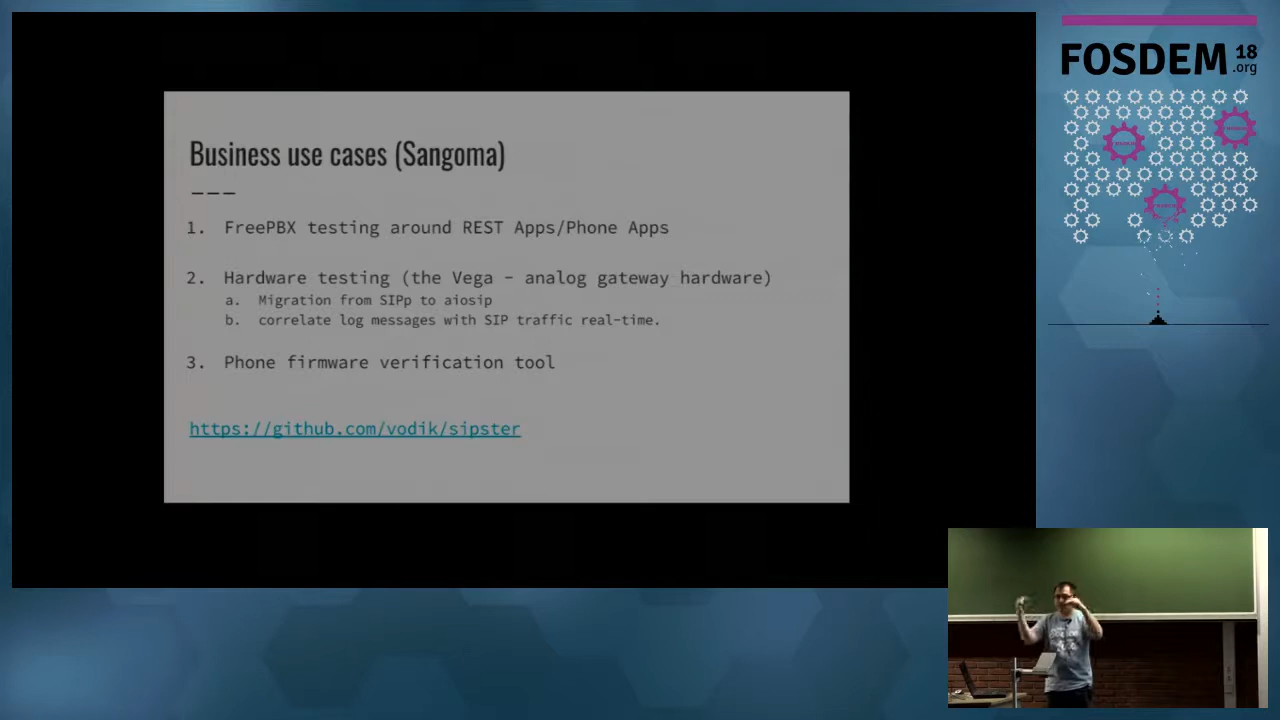 Business use cases (Sangoma)
1. FreePBX testing around REST Apps/Phone Apps
2. Hardware testing (the Vega - analog gateway hardware)
a. Migration from SIPp to aiosip
b. correlate log messages with SIP traffic real-time.
3. Phone firmware verification tool
https://github.com/vodik/sipster
FOSDEM 18
.org